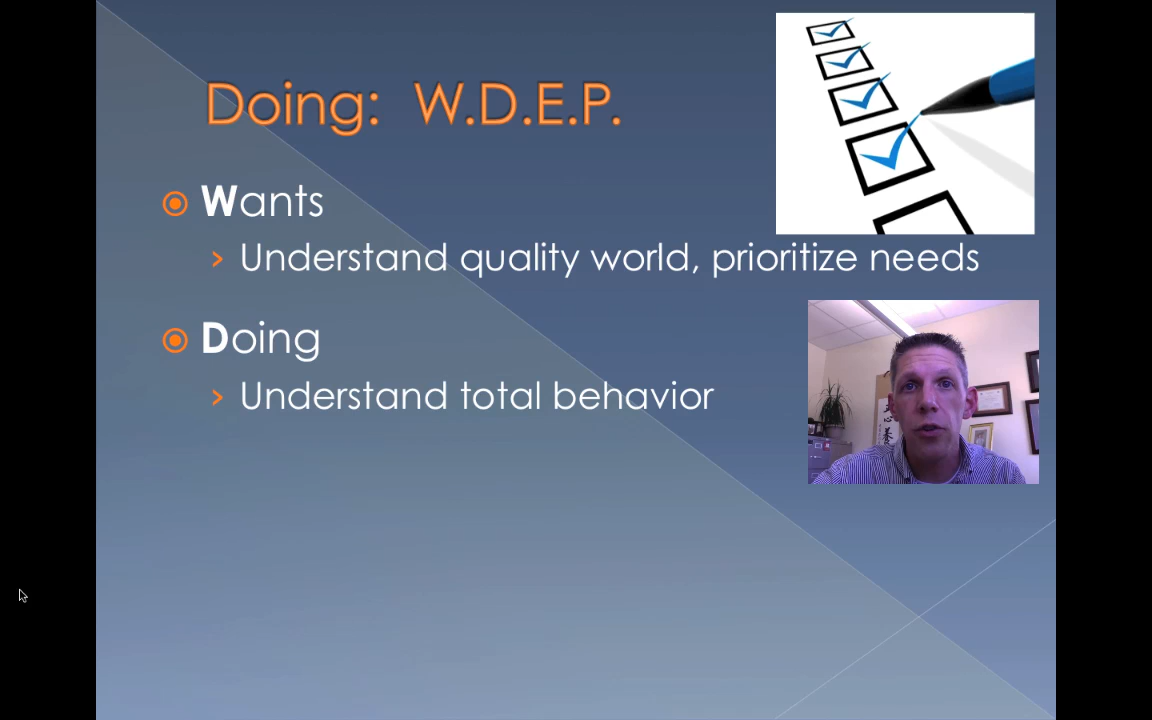 Doing: W.D.E.P.
Wants
Understand quality world, prioritize needs
Doing
Understand total behavior